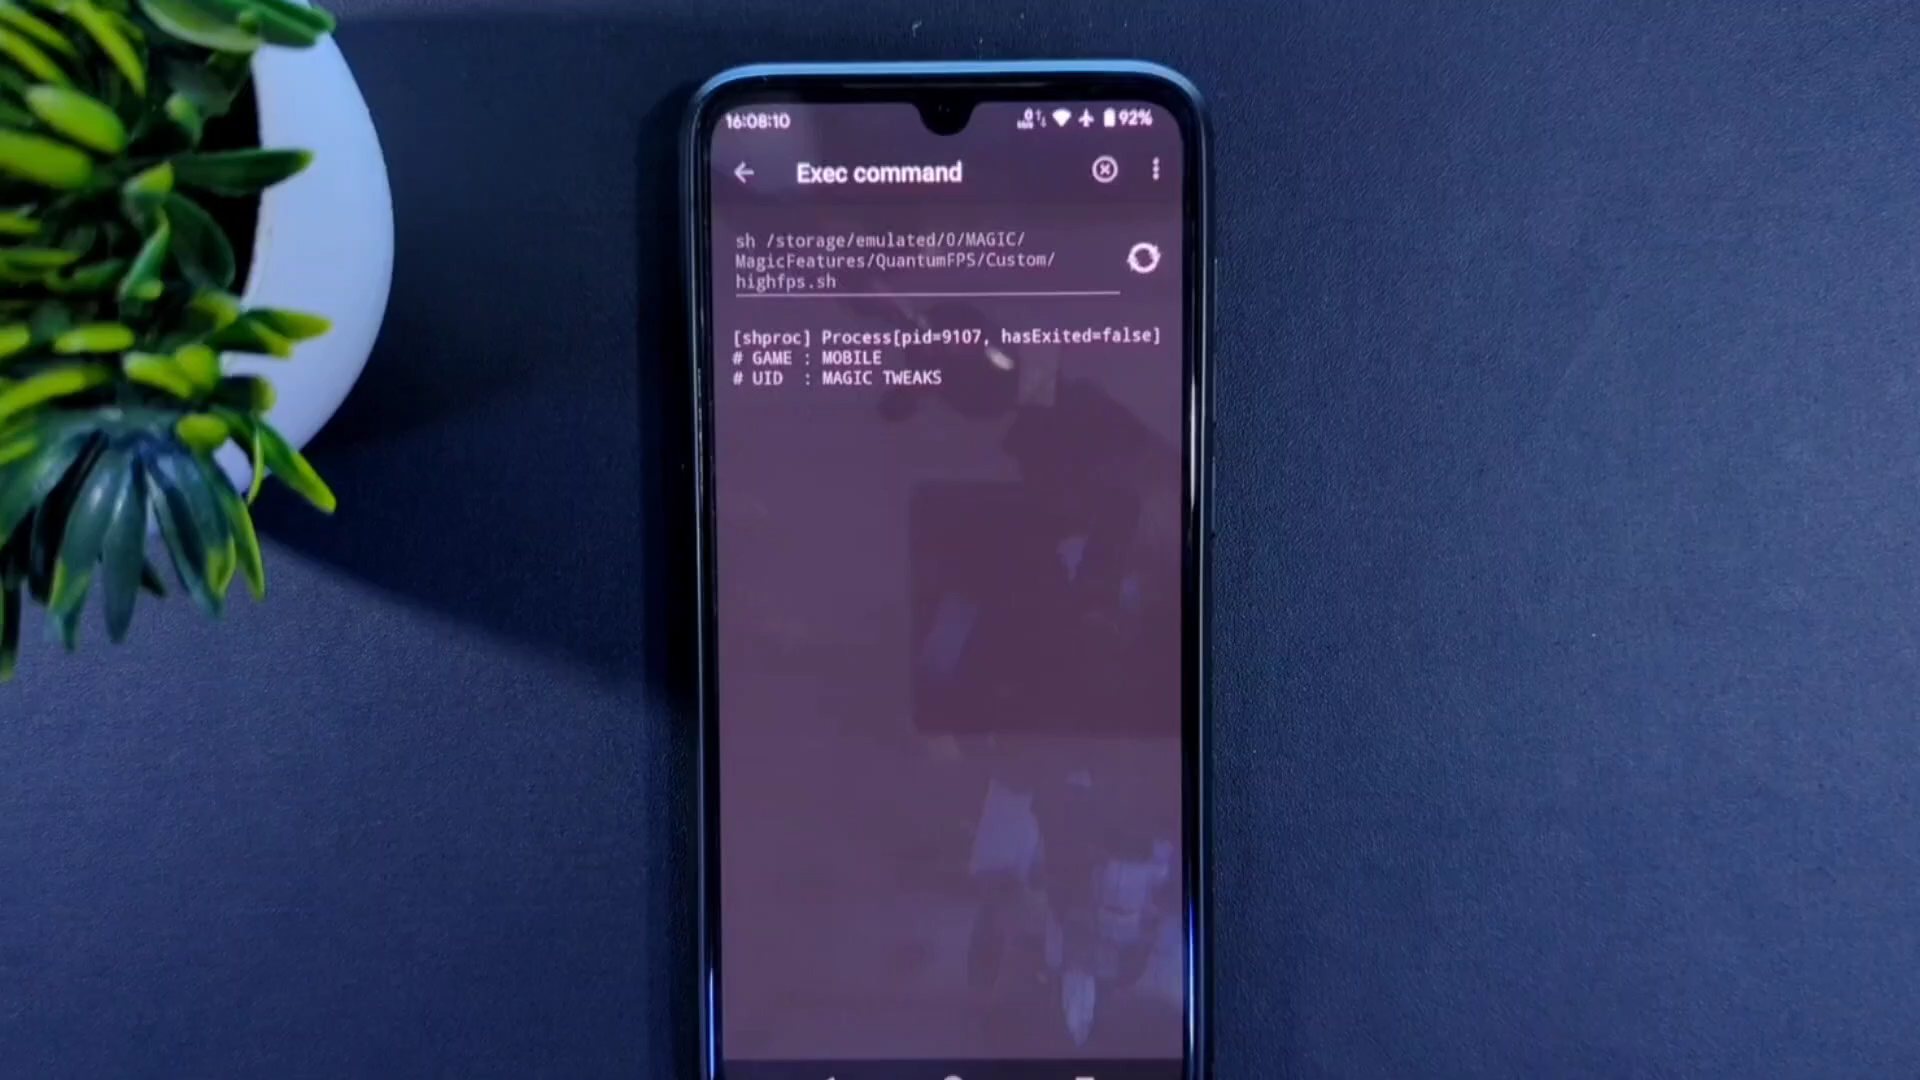 16:08:10
92%
Exec command
sh /storage/emulated/0/MAGIC/
MagicFeatures/QuantumFPS/Custom/
highfps.sh
[shproc] Process[pid=9107, hasExited=false]
# GAME : MOBILE
# UID  : MAGIC TWEAKS